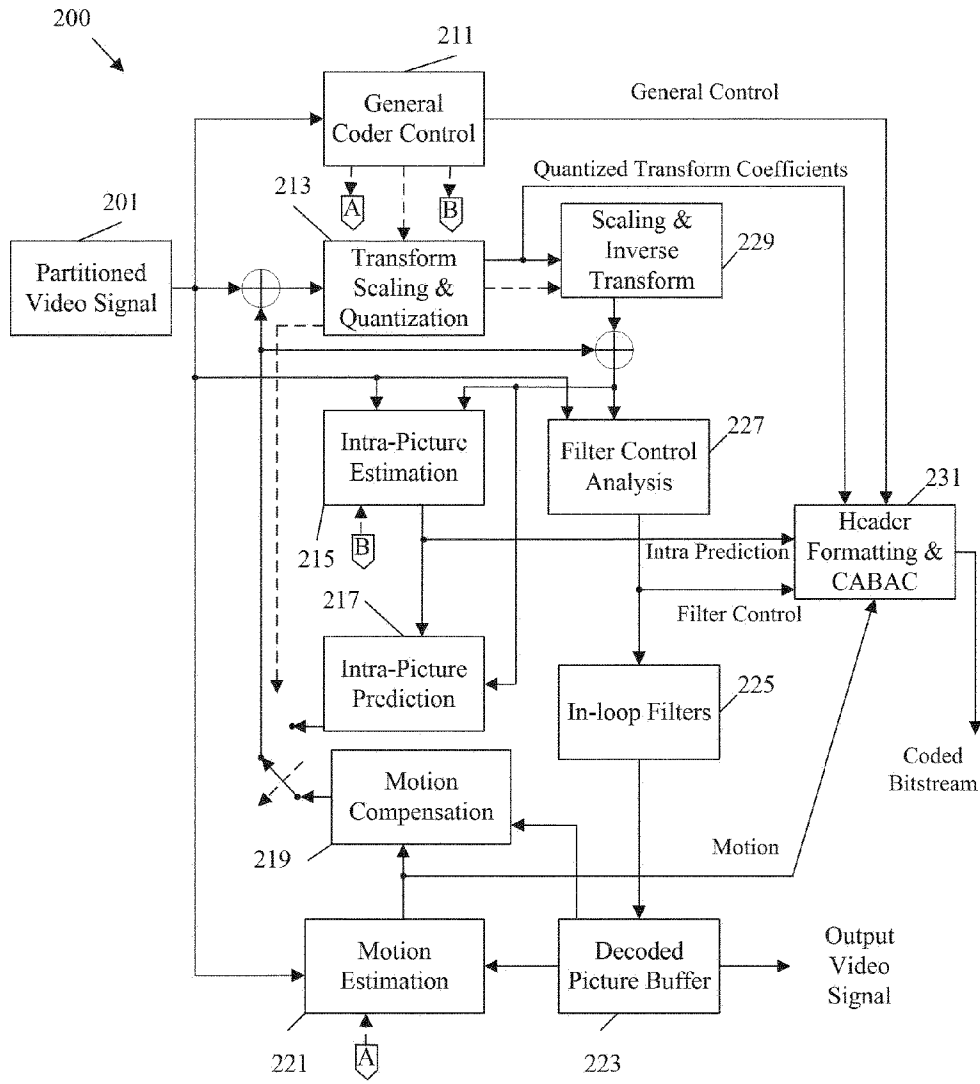 200
211
General
Coder Control
General Control
A
B
Quantized Transform Coefficients
213
201
Partitioned
Video Signal
Transform
Scaling &
Quantization
Scaling &
Inverse
Transform
229
Intra-Picture
Estimation
215
B
227
Filter Control
Analysis
231
Header
Formatting &
CABAC
Intra Prediction
Filter Control
217
Intra-Picture
Prediction
225
In-loop Filters
Coded
Bitstream
Motion
Compensation
219
Motion
Motion
Estimation
221
A
Decoded
Picture Buffer
223
Output
Video
Signal